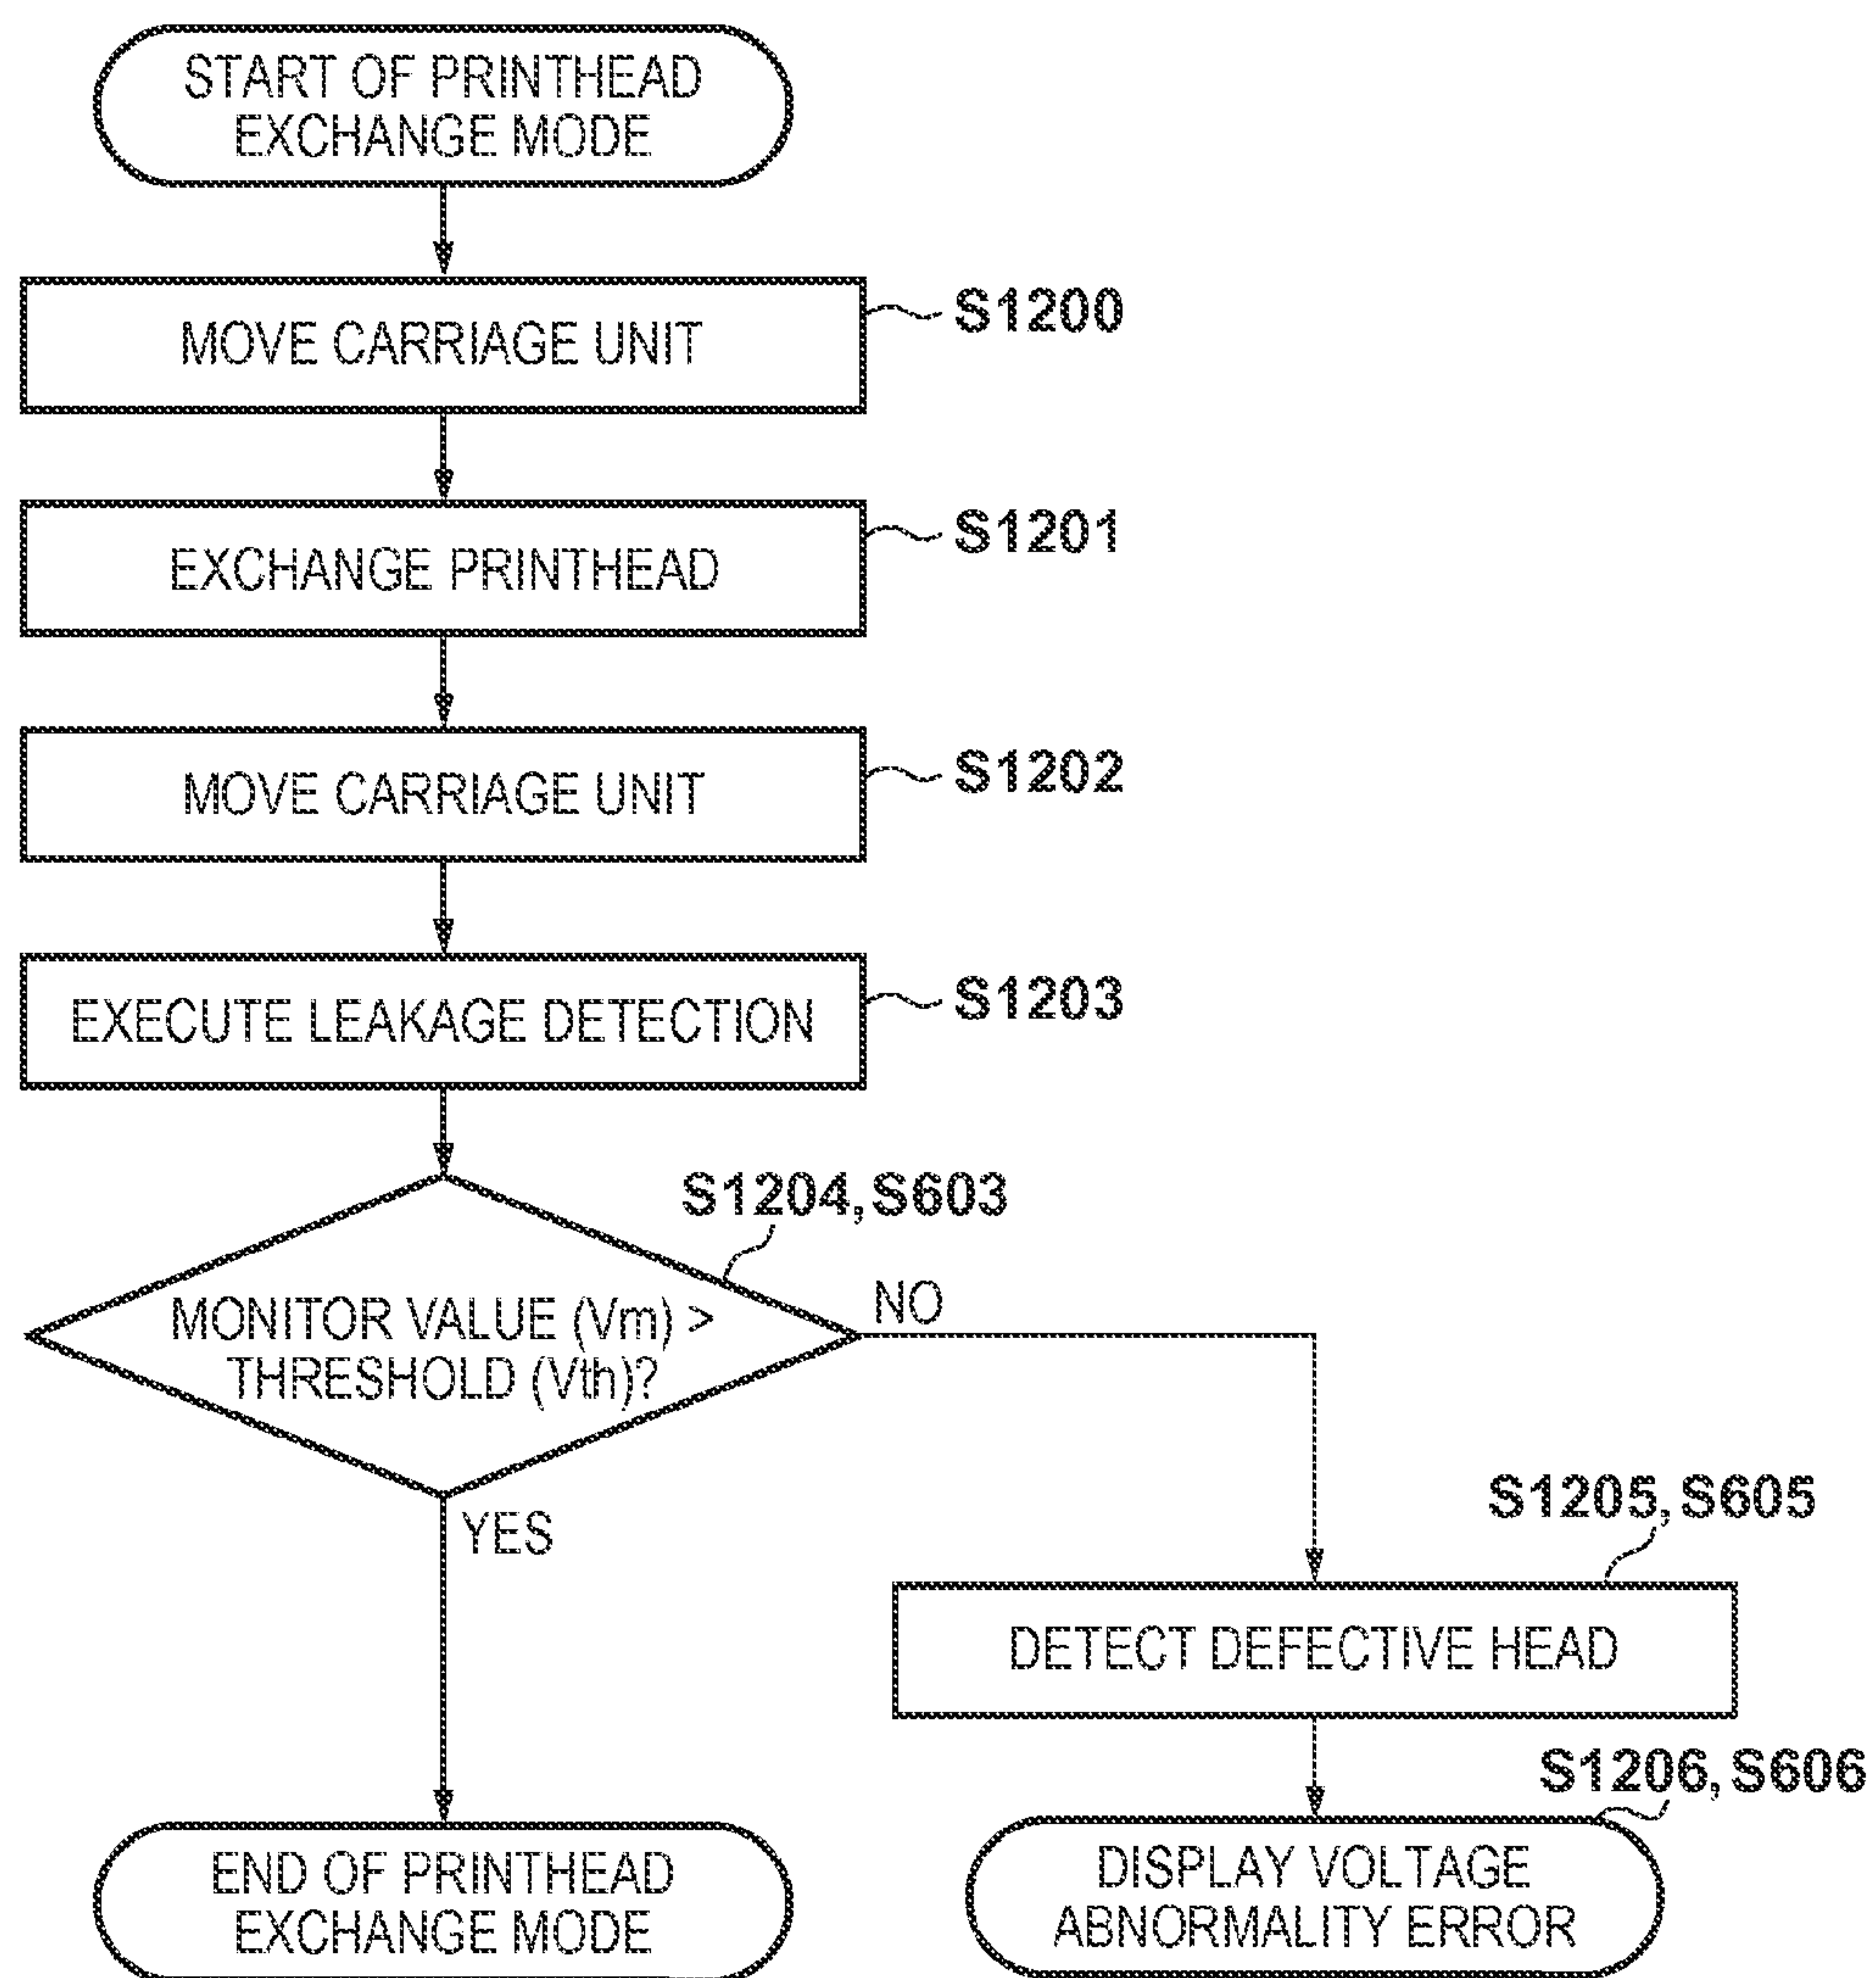 START OF PRINTHEAD
EXCHANGE MODE
MOVE CARRIAGE UNIT
S1200
EXCHANGE PRINTHEAD
S1201
MOVE CARRIAGE UNIT
S1202
EXECUTE LEAKAGE DETECTION
S1203
S1204, S603
MONITOR VALUE (Vm) >
THRESHOLD (Vth)?
NO
YES
S1205, S605
DETECT DEFECTIVE HEAD
S1206, S606
END OF PRINTHEAD
EXCHANGE MODE
DISPLAY VOLTAGE
ABNORMALITY ERROR